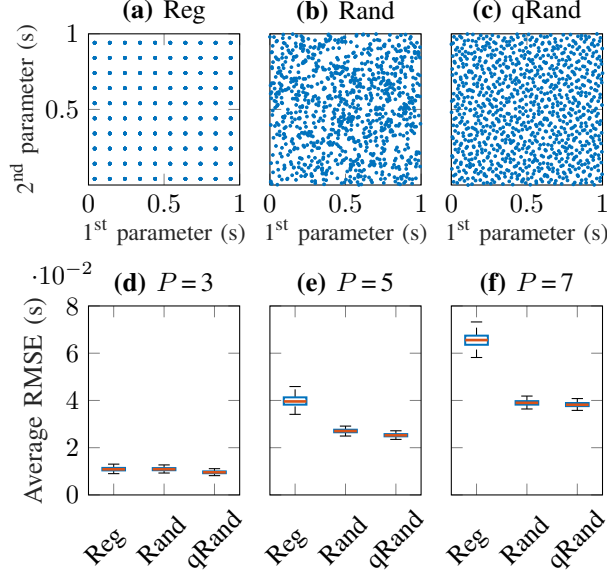 (a) Reg (b) Rand (c) qRand
2nd parameter (s)
1
0.5
0 0.5 1 0 0.5 1 0 0.5 1
1st parameter (s) 1st parameter (s) 1st parameter (s)
·10−2
(d) P = 3 (e) P = 5 (f) P = 7
Average RMSE (s)
8
6
4
2
0
Reg Rand qRand Reg Rand qRand Reg Rand qRand